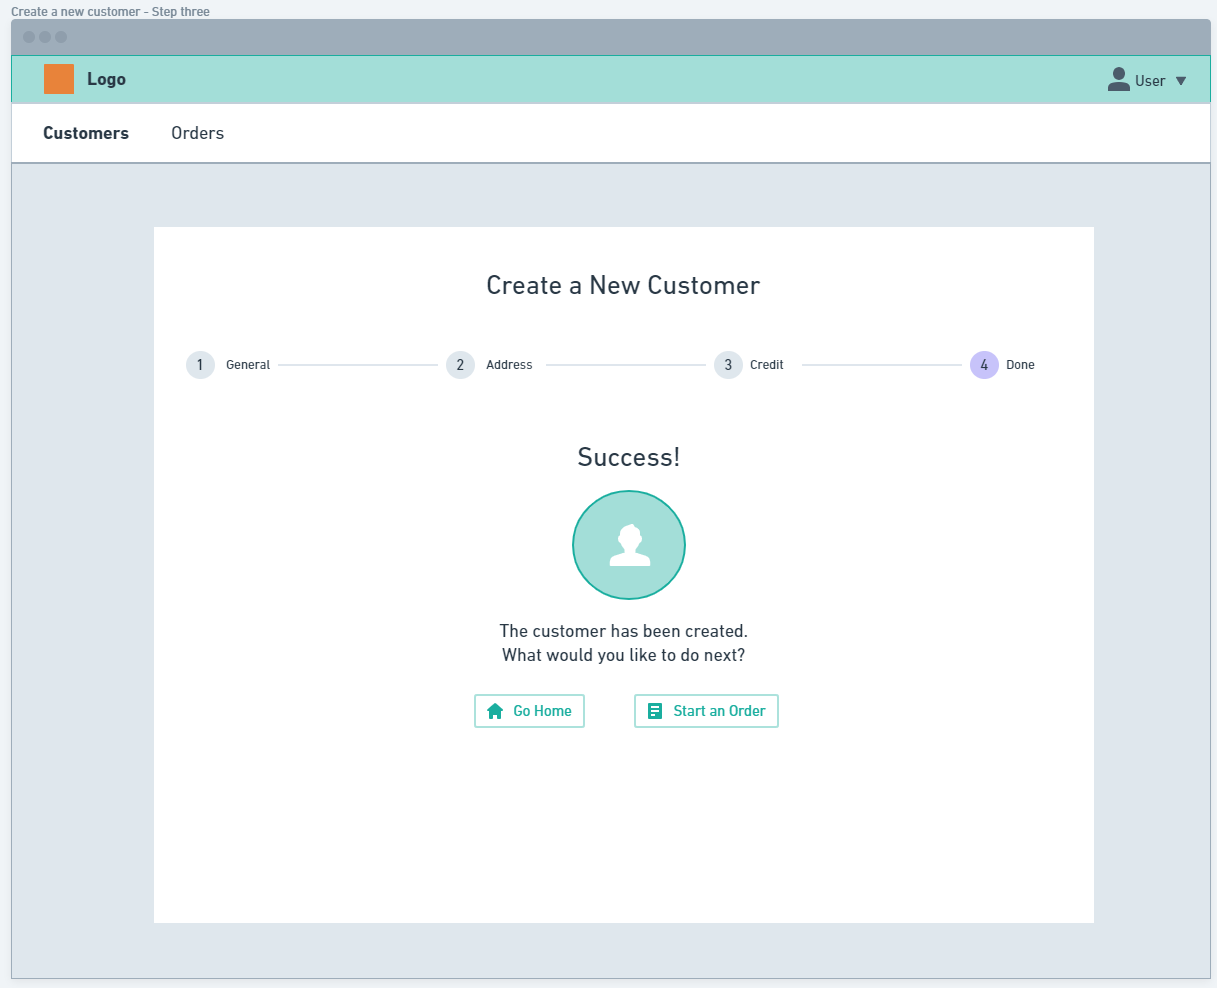 Create a new customer - Step three
Logo
User
Customers Orders
Create a New Customer
1 General 2 Address 3 Credit 4 Done
Success!
The customer has been created.
What would you like to do next?
Go Home Start an Order